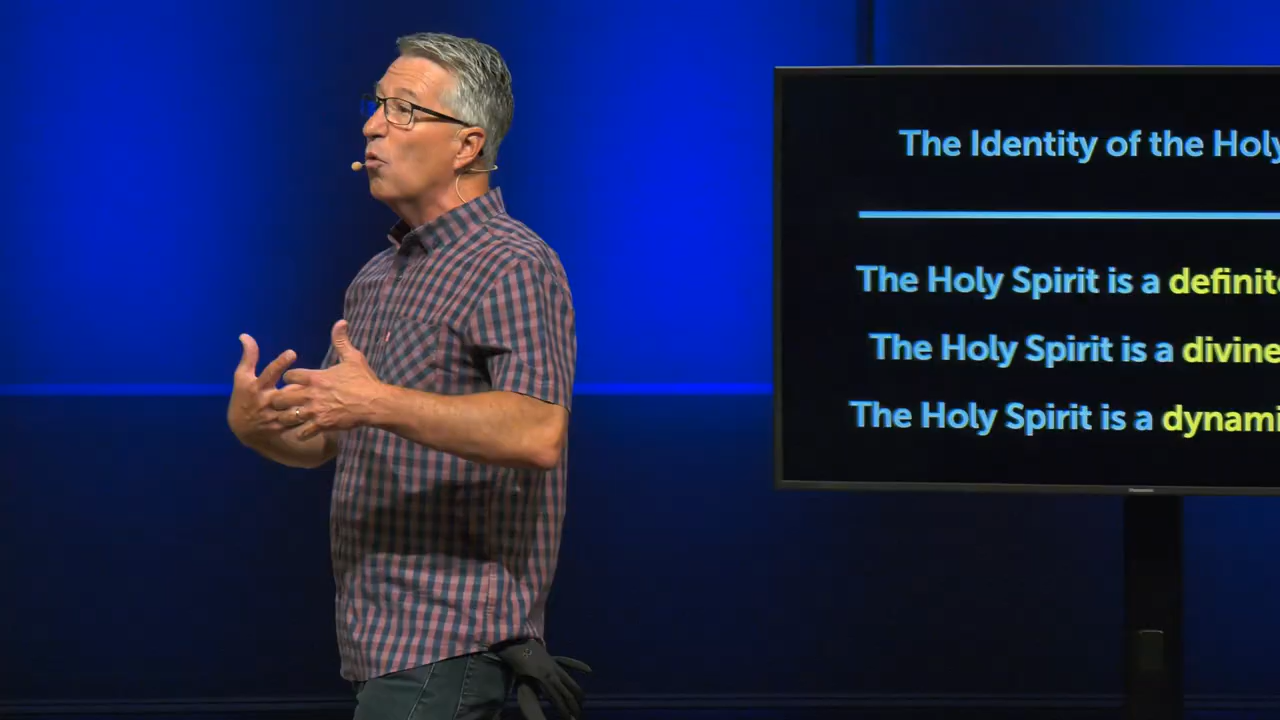 The Identity of the Holy
The Holy Spirit is a definite
The Holy Spirit is a divine
The Holy Spirit is a dynami
Panasonic